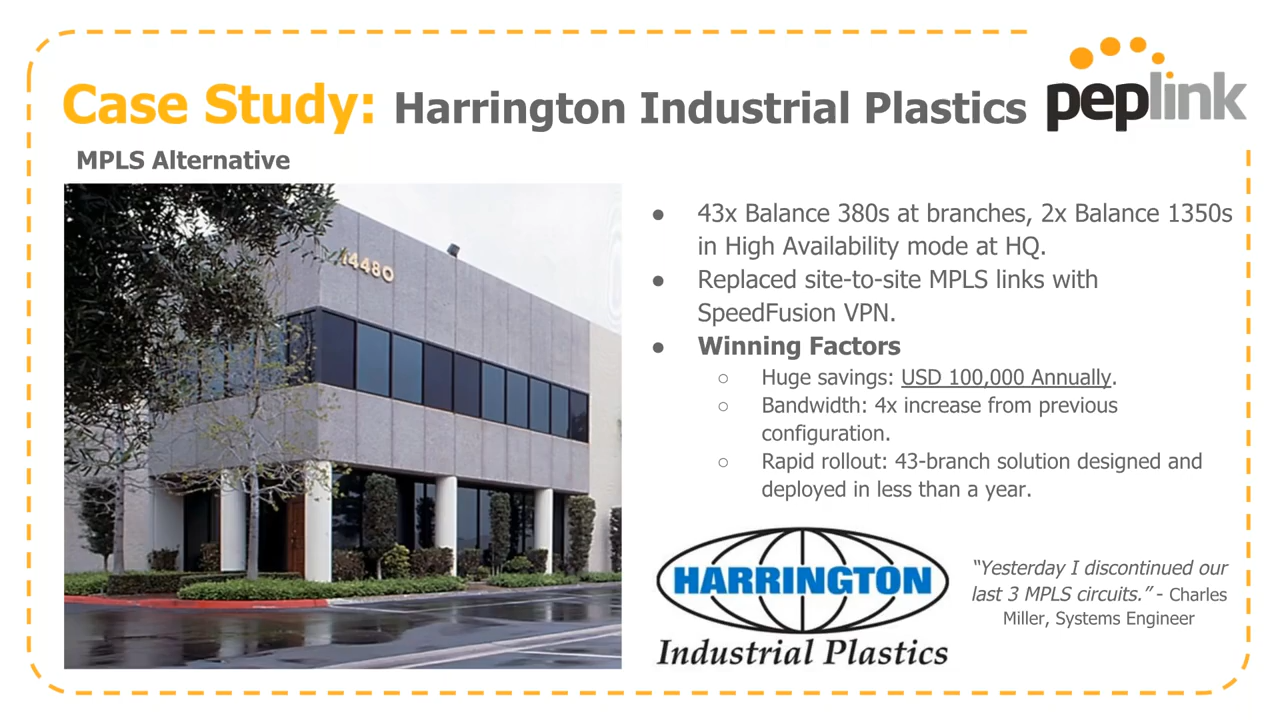 Case Study: Harrington Industrial Plastics
peplink
MPLS Alternative
14480
● 43x Balance 380s at branches, 2x Balance 1350s
in High Availability mode at HQ.
● Replaced site-to-site MPLS links with
SpeedFusion VPN.
● Winning Factors
○ Huge savings: USD 100,000 Annually.
○ Bandwidth: 4x increase from previous
configuration.
○ Rapid rollout: 43-branch solution designed and
deployed in less than a year.
HARRINGTON
Industrial Plastics
“Yesterday I discontinued our
last 3 MPLS circuits.” - Charles
Miller, Systems Engineer